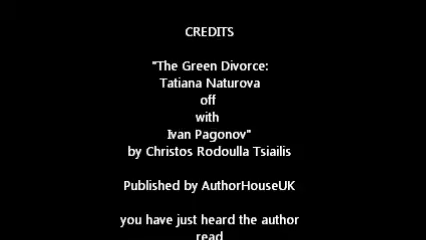 CREDITS
"The Green Divorce:
Tatiana Naturova
off
with
Ivan Pagonov"
by Christos Rodoulla Tsiailis
Published by AuthorHouseUK
you have just heard the author
read